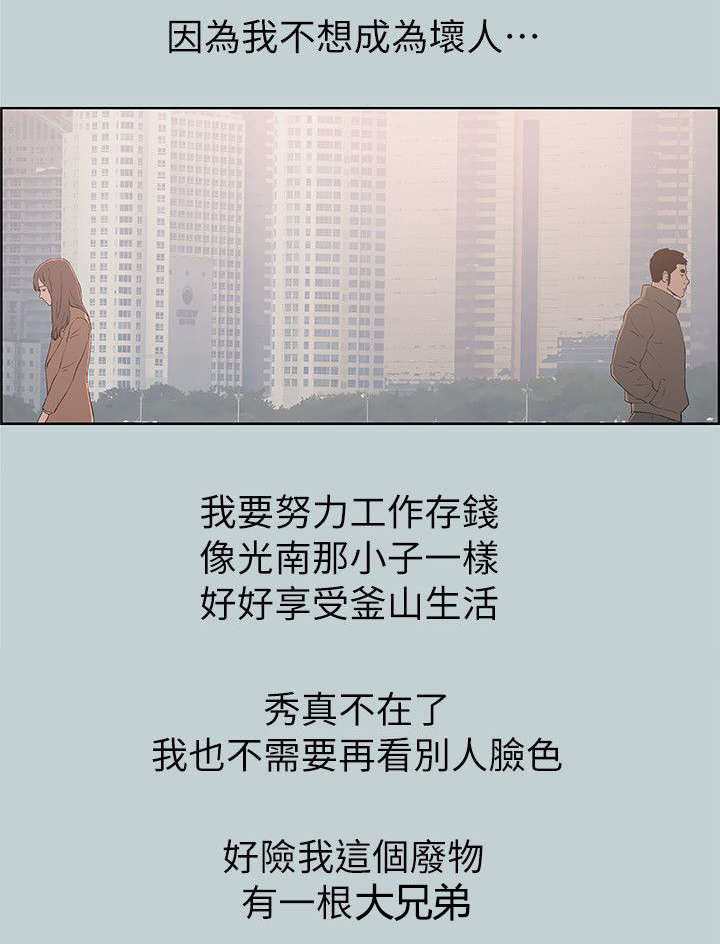 因為我不想成為壞人…
我要努力工作存錢
像光南那小子一樣
好好享受釜山生活
秀真不在了
我也不需要再看別人臉色
好險我這個廢物
有一根大兄弟